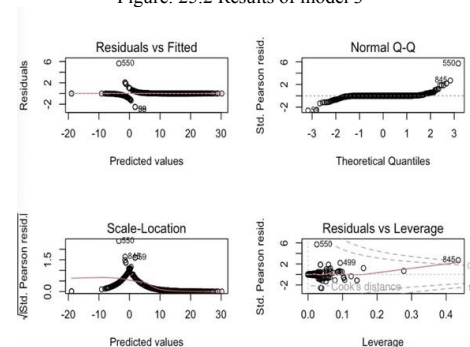 Figure: 25.2 Results of model 3
Residuals vs Fitted
Residuals
6
2
-2
550
-20 -10 0 10 20 30
Predicted values
Normal Q-Q
Std. Pearson resid.
6
2
-2
550
845
-3 -2 -1 0 1 2 3
Theoretical Quantiles
Scale-Location
√|Std. Pearson resid.|
1.5
0.0
550
-20 -10 0 10 20 30
Predicted values
Residuals vs Leverage
Std. Pearson resid.
6
2
-2
550
499
845
Cook's distance
0.0 0.1 0.2 0.3 0.4
Leverage